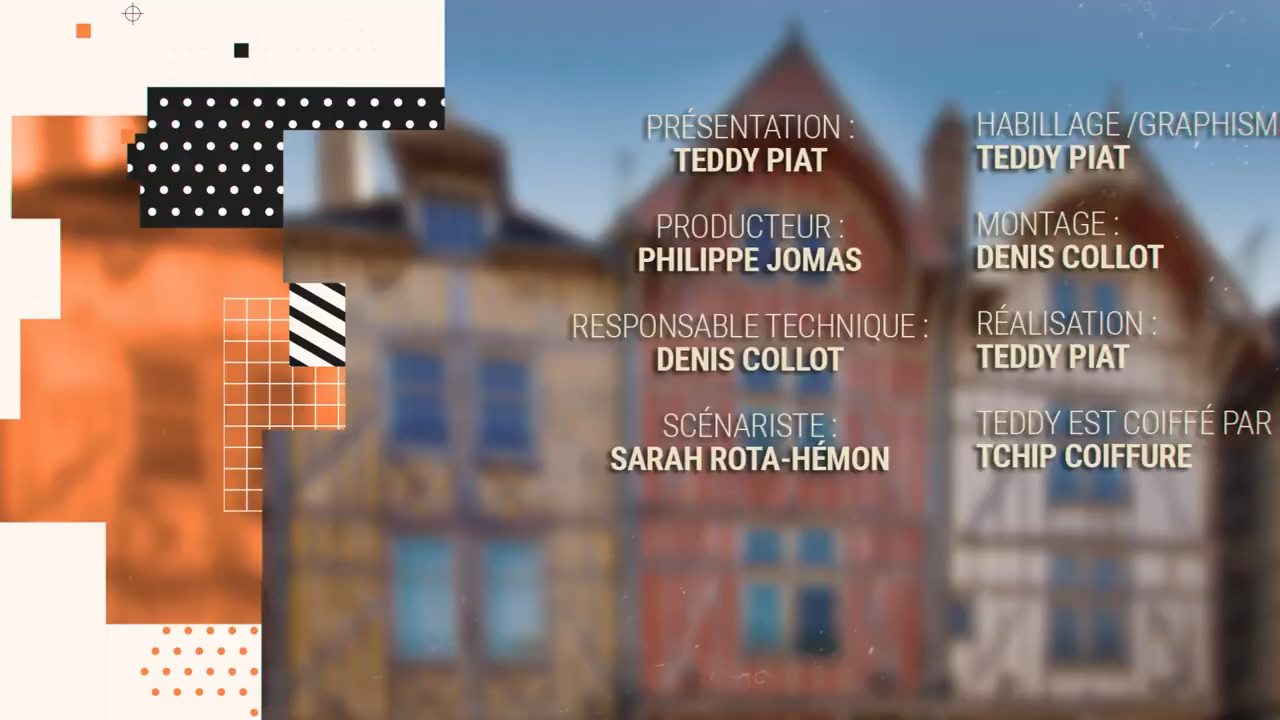 PRÉSENTATION :
TEDDY PIAT
PRODUCTEUR :
PHILIPPE JOMAS
RESPONSABLE TECHNIQUE :
DENIS COLLOT
SCÉNARISTE :
SARAH ROTA-HÉMON
HABILLAGE /GRAPHISM
TEDDY PIAT
MONTAGE :
DENIS COLLOT
RÉALISATION :
TEDDY PIAT
TEDDY EST COIFFÉ PAR
TCHIP COIFFURE